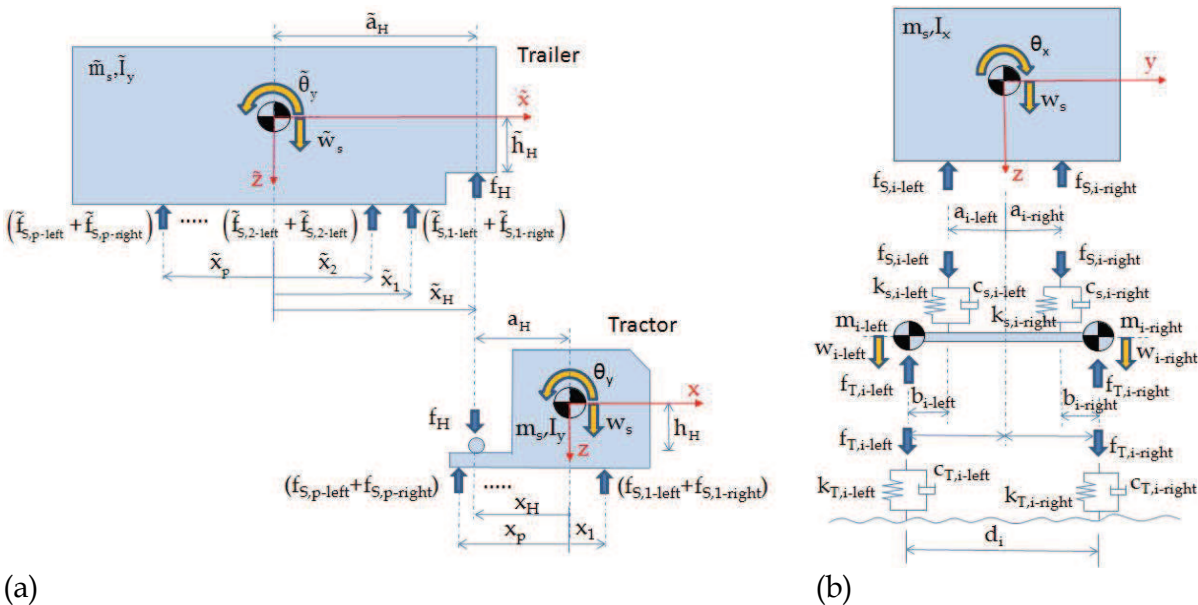 ã_H
Trailer
m̃_s,Ĩ_y
θ̃_y
x̃
w̃_s
h̃_H
z̃
f_H
(f̃_S,p-left + f̃_S,p-right) ..... (f̃_S,2-left + f̃_S,2-left) (f̃_S,1-left + f̃_S,1-right)
x̃_p
x̃_2
x̃_1
x̃_H
a_H
Tractor
θ_y
x
f_H
m_s,I_y
w_s
h_H
z
(f_S,p-left+f_S,p-right) ..... (f_S,1-left+f_S,1-right)
x_H
x_p
x_1
(a)
m_s,I_x
θ_x
y
w_s
f_S,i-left
z
f_S,i-right
a_i-left
a_i-right
f_S,i-left
f_S,i-right
k_s,i-left
c_s,i-left
c_s,i-right
k_s,i-right
m_i-left
m_i-right
w_i-left
w_i-right
f_T,i-left
f_T,i-right
b_i-left
b_i-right
f_T,i-left
f_T,i-right
c_T,i-left
c_T,i-right
k_T,i-left
k_T,i-right
d_i
(b)